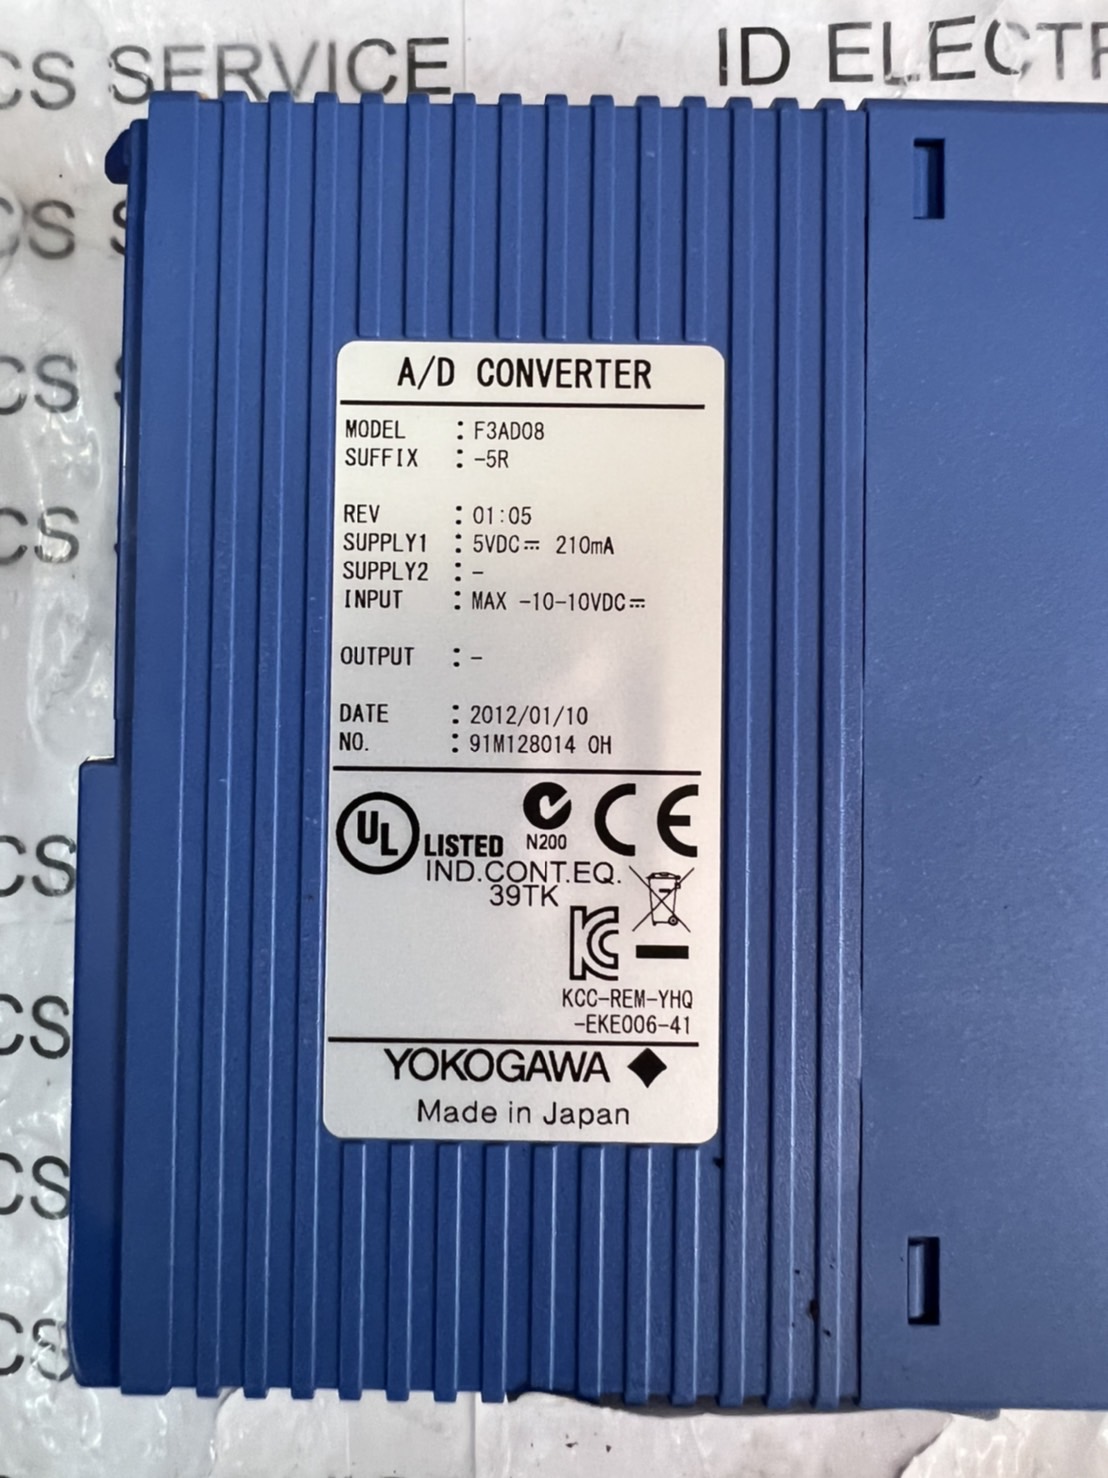 CS SERVICE
ID ELECTR
CS S
CS
CS
A/D CONVERTER
MODEL : F3AD08
SUFFIX : -5R
REV : 01:05
SUPPLY1 : 5VDC⎓ 210mA
SUPPLY2 : -
INPUT : MAX -10-10VDC⎓
OUTPUT : -
DATE : 2012/01/10
NO. : 91M128014 0H
UL LISTED N200 CE
IND.CONT.EQ.
39TK
KC
KCC-REM-YHQ
-EKE006-41
YOKOGAWA
Made in Japan
CS
CS
CS
CS